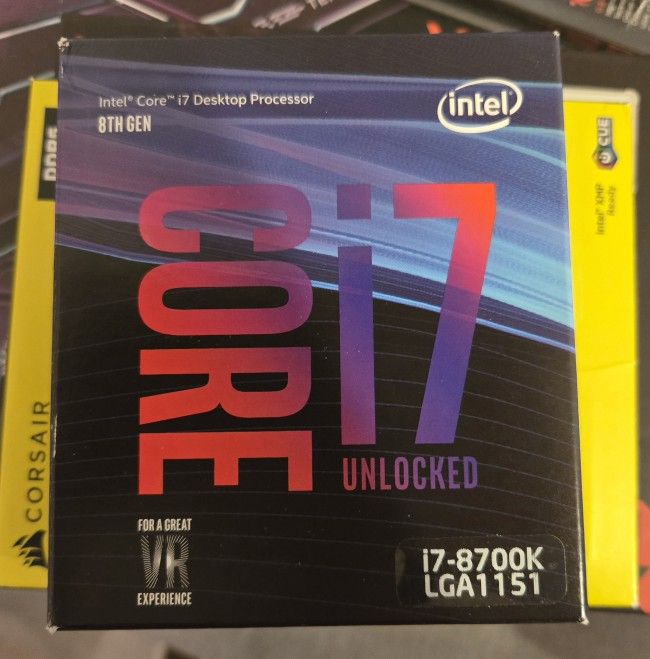 Intel® Core™ i7 Desktop Processor
8TH GEN
intel®
CORE
i7
UNLOCKED
FOR A GREAT
VR
EXPERIENCE
i7-8700K
LGA1151
CORSAIR
Intel® XMP
Ready
CUE